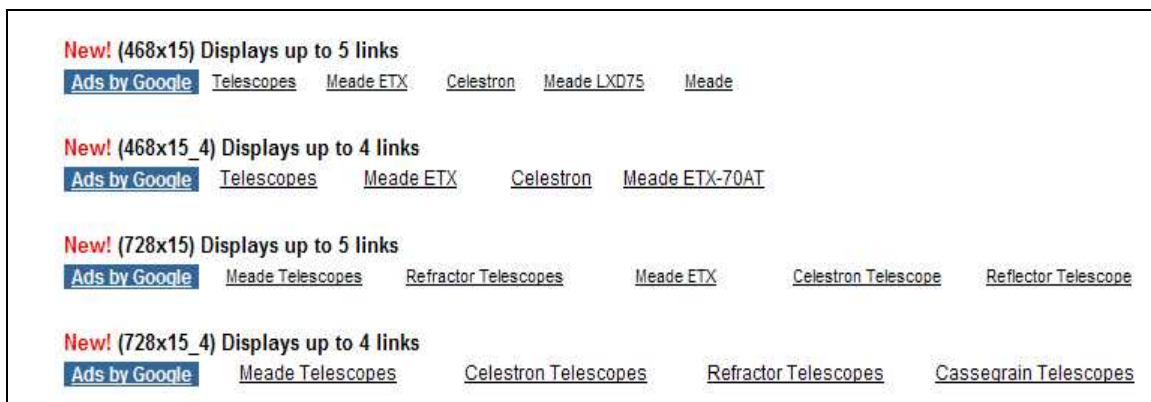 New! (468x15) Displays up to 5 links
Ads by Google Telescopes Meade ETX Celestron Meade LXD75 Meade
New! (468x15_4) Displays up to 4 links
Ads by Google Telescopes Meade ETX Celestron Meade ETX-70AT
New! (728x15) Displays up to 5 links
Ads by Google Meade Telescopes Refractor Telescopes Meade ETX Celestron Telescope Reflector Telescope
New! (728x15_4) Displays up to 4 links
Ads by Google Meade Telescopes Celestron Telescopes Refractor Telescopes Cassegrain Telescopes